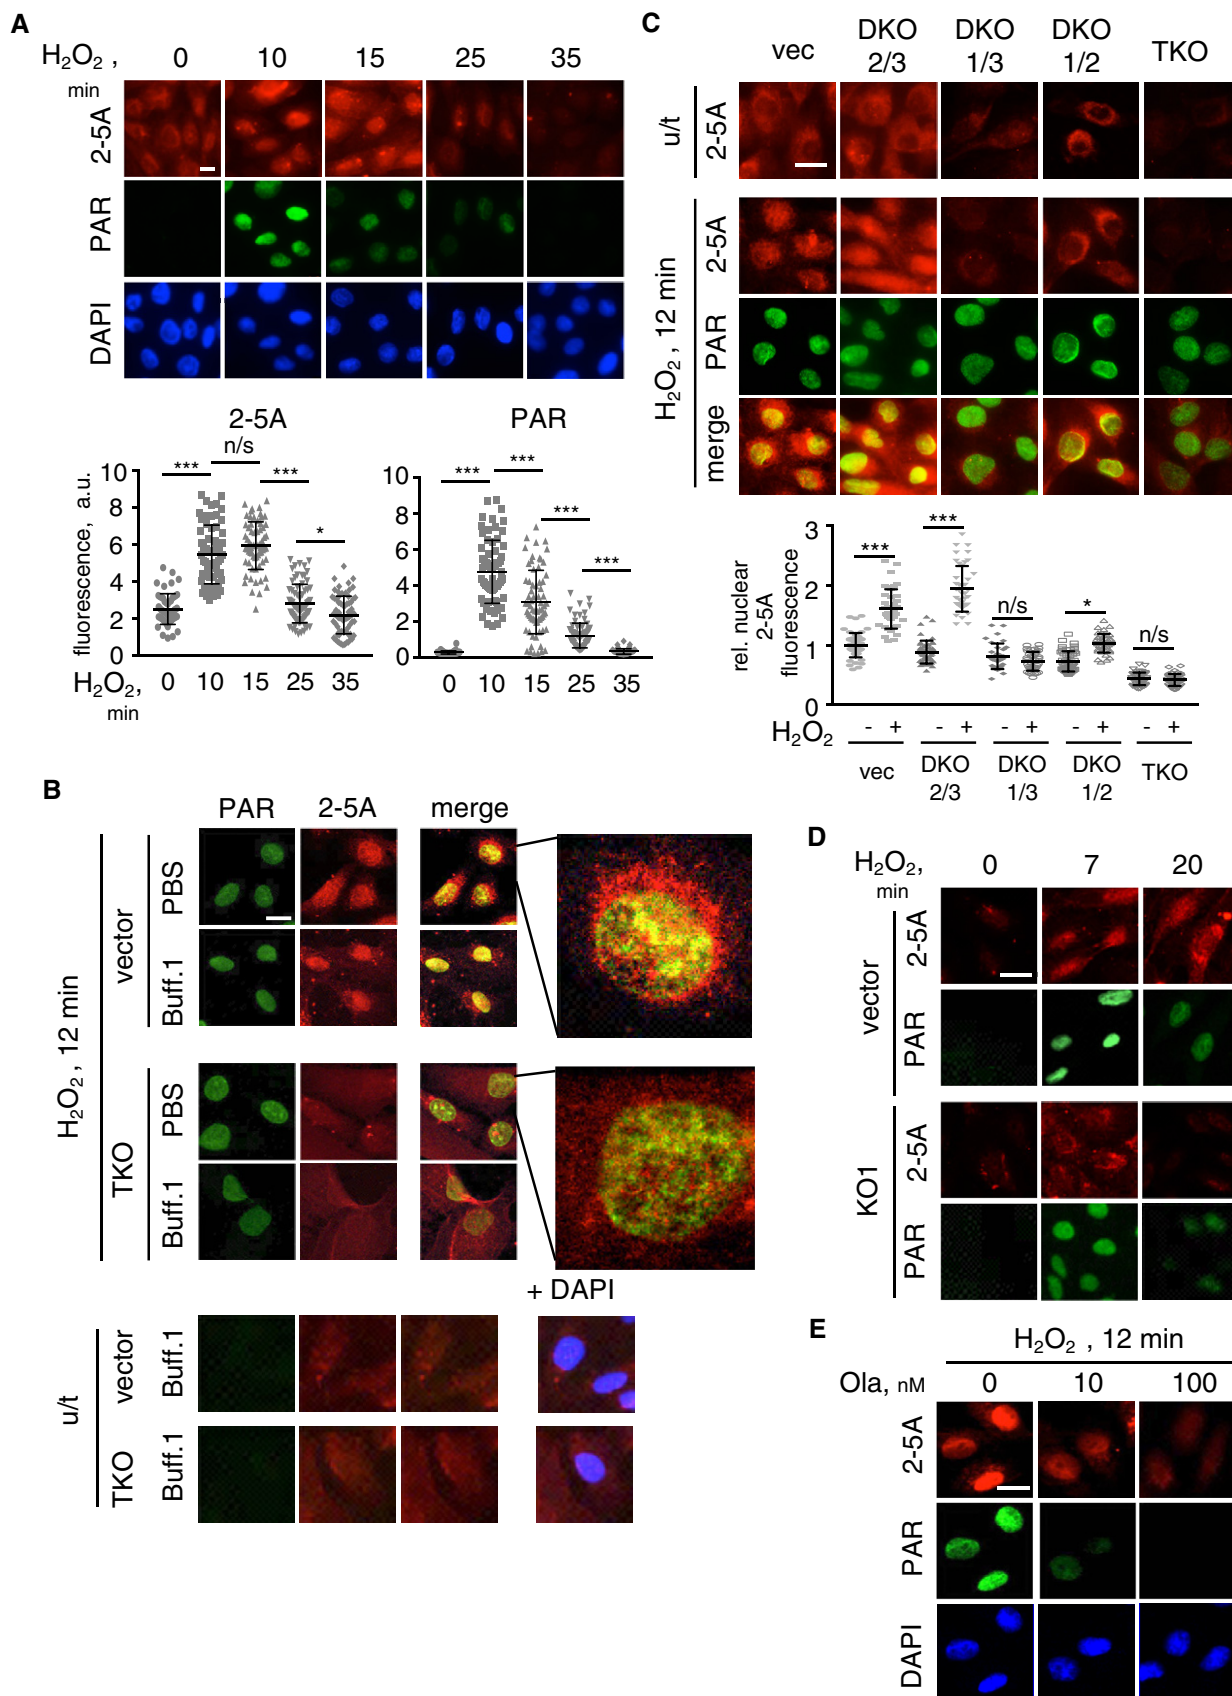 A
H₂O₂ , 0 10 15 25 35
min
2-5A
PAR
DAPI
2-5A
fluorescence, a.u.
10
8
6
4
2
0
*** n/s *** *
H₂O₂, 0 10 15 25 35
min
PAR
10
8
6
4
2
0
*** *** *** ***
0 10 15 25 35
B
PAR 2-5A merge
H₂O₂, 12 min
vector
PBS
Buff.1
TKO
PBS
Buff.1
+ DAPI
u/t
vector
Buff.1
TKO
Buff.1
C
vec DKO 2/3 DKO 1/3 DKO 1/2 TKO
u/t
2-5A
H₂O₂, 12 min
2-5A
PAR
merge
rel. nuclear
2-5A
fluorescence
3
2
1
0
*** *** n/s * n/s
H₂O₂ - + - + - + - + - +
vec DKO 2/3 DKO 1/3 DKO 1/2 TKO
D
H₂O₂, 0 7 20
min
vector
2-5A
PAR
KO1
2-5A
PAR
E
H₂O₂ , 12 min
Ola, nM 0 10 100
2-5A
PAR
DAPI